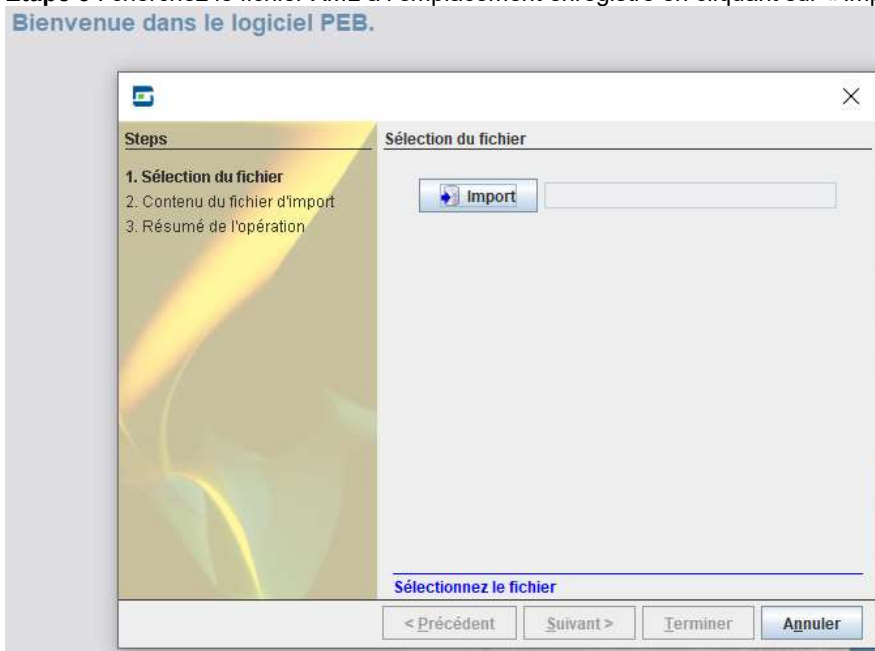 Bienvenue dans le logiciel PEB.
Steps
1. Sélection du fichier
2. Contenu du fichier d'import
3. Résumé de l'opération
Sélection du fichier
Import
Sélectionnez le fichier
< Précédent
Suivant >
Terminer
Annuler